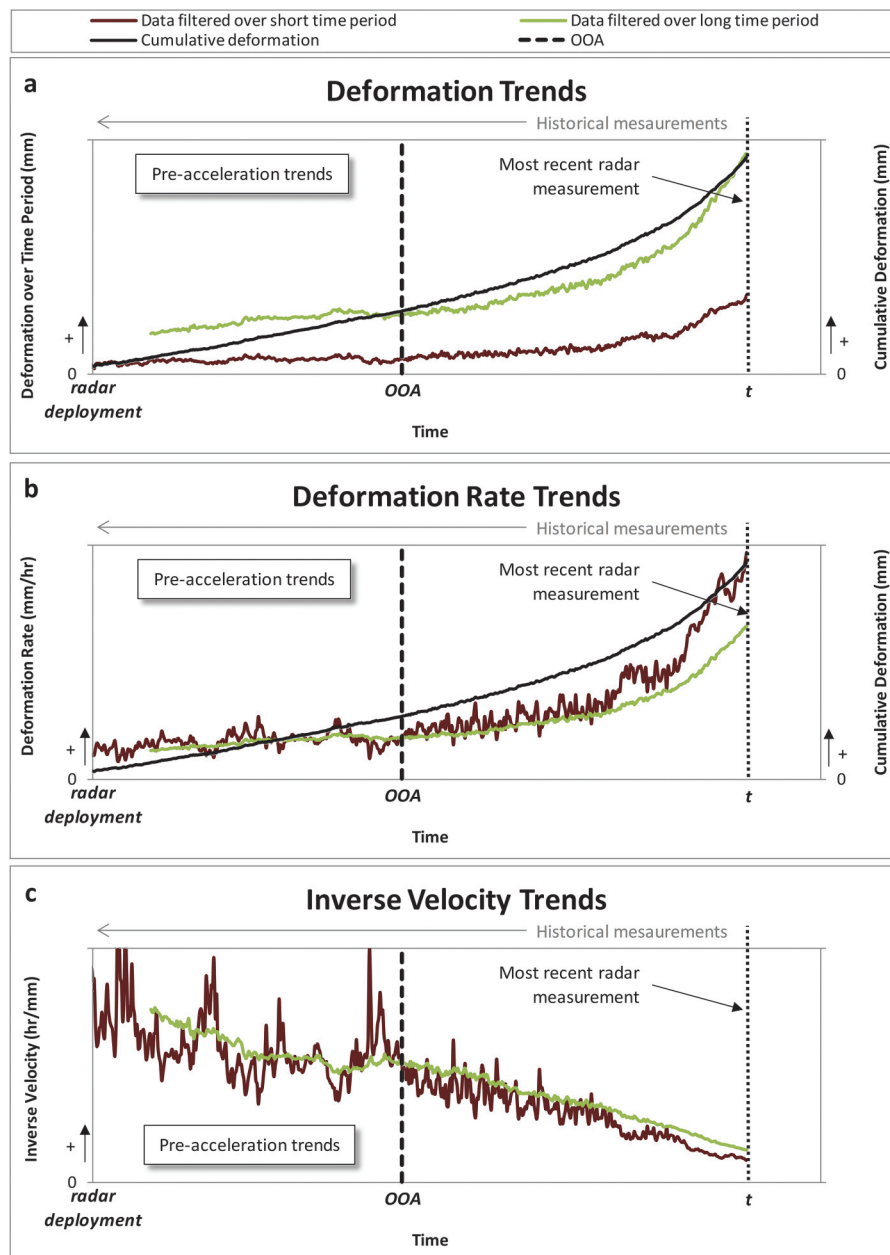 Data filtered over short time period
Data filtered over long time period
Cumulative deformation
OOA
a
Deformation Trends
Historical mesaurements
Pre-acceleration trends
Most recent radar
measurement
Deformation over Time Period (mm)
Cumulative Deformation (mm)
+
0
+
0
radar
deployment
OOA
t
Time
b
Deformation Rate Trends
Historical mesaurements
Pre-acceleration trends
Most recent radar
measurement
Deformation Rate (mm/hr)
Cumulative Deformation (mm)
+
0
+
0
radar
deployment
OOA
t
Time
c
Inverse Velocity Trends
Historical mesaurements
Most recent radar
measurement
Inverse Velocity (hr/mm)
Pre-acceleration trends
+
0
radar
deployment
OOA
t
Time